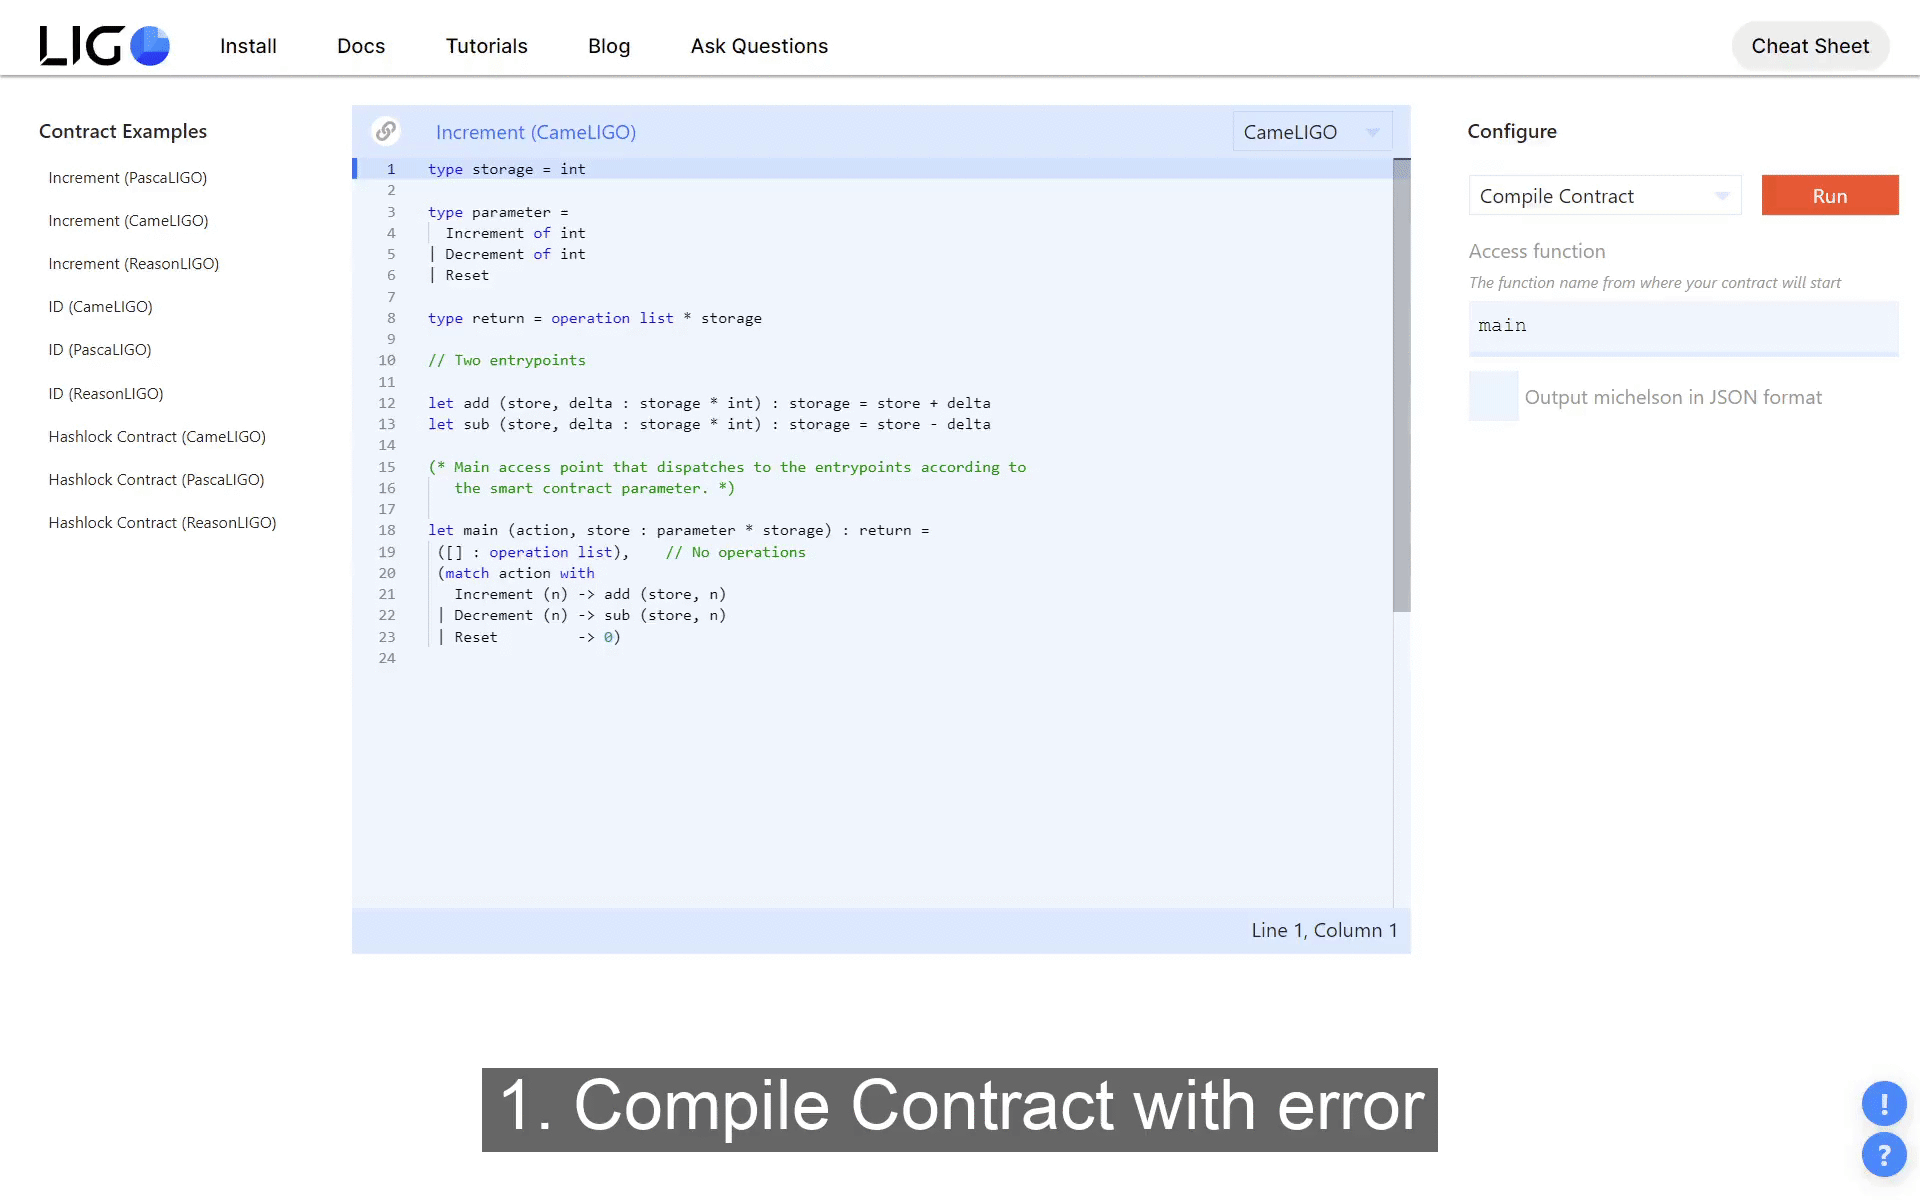 LIGO
Install
Docs
Tutorials
Blog
Ask Questions
Cheat Sheet
Contract Examples
Increment (PascaLIGO)
Increment (CameLIGO)
Increment (ReasonLIGO)
ID (CameLIGO)
ID (PascaLIGO)
ID (ReasonLIGO)
Hashlock Contract (CameLIGO)
Hashlock Contract (PascaLIGO)
Hashlock Contract (ReasonLIGO)
Increment (CameLIGO)
CameLIGO
1 type storage = int
2
3 type parameter =
4 Increment of int
5 | Decrement of int
6 | Reset
7
8 type return = operation list * storage
9
10 // Two entrypoints
11
12 let add (store, delta : storage * int) : storage = store + delta
13 let sub (store, delta : storage * int) : storage = store - delta
14
15 (* Main access point that dispatches to the entrypoints according to
16 the smart contract parameter. *)
17
18 let main (action, store : parameter * storage) : return =
19 ([] : operation list), // No operations
20 (match action with
21 Increment (n) -> add (store, n)
22 | Decrement (n) -> sub (store, n)
23 | Reset -> 0)
24
Line 1, Column 1
Configure
Compile Contract
Run
Access function
The function name from where your contract will start
main
Output michelson in JSON format
1. Compile Contract with error
!
?